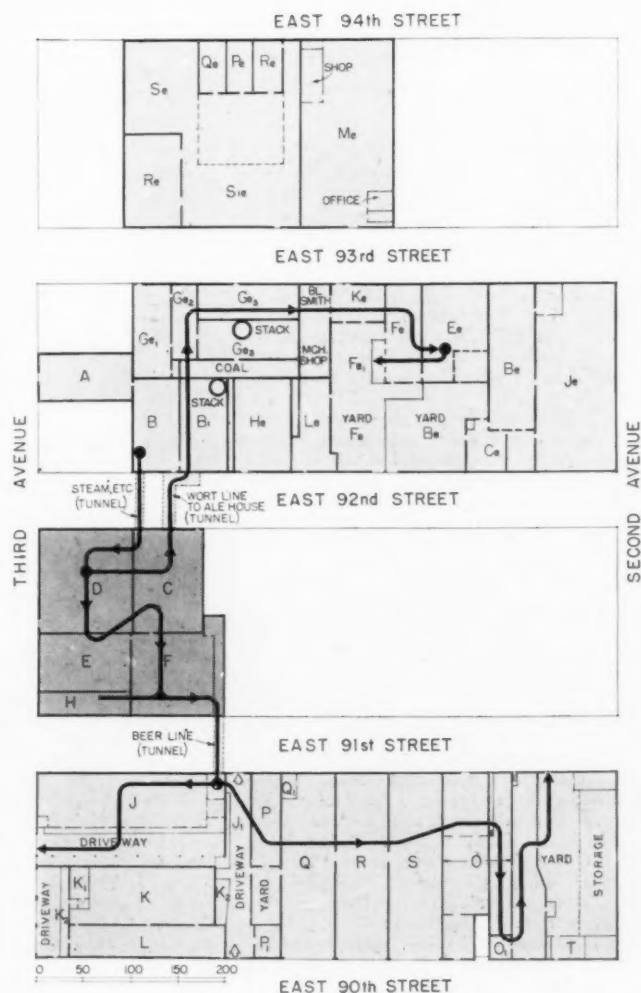 EAST 94th STREET
Qe Pe Re SHOP
Se
Me
Re
S1e
OFFICE
EAST 93rd STREET
Ge1 Ge2 Ge3 BL. SMITH Ke Fe Ee
STACK
Ge3 MCH. SHOP Fe1 Be Je
A COAL
STACK
B B1 He Le YARD Fe YARD Be Ce
THIRD AVENUE
SECOND AVENUE
STEAM, ETC (TUNNEL)
WORT LINE TO ALE HOUSE (TUNNEL)
EAST 92nd STREET
D C
E F
H
BEER LINE (TUNNEL)
EAST 91st STREET
J J1 P Q1
DRIVEWAY DRIVEWAY Q R S O YARD STORAGE
DRIVEWAY K3 K1 K K2 YARD
L P1 O1 T
0 50 100 150 200
EAST 90th STREET